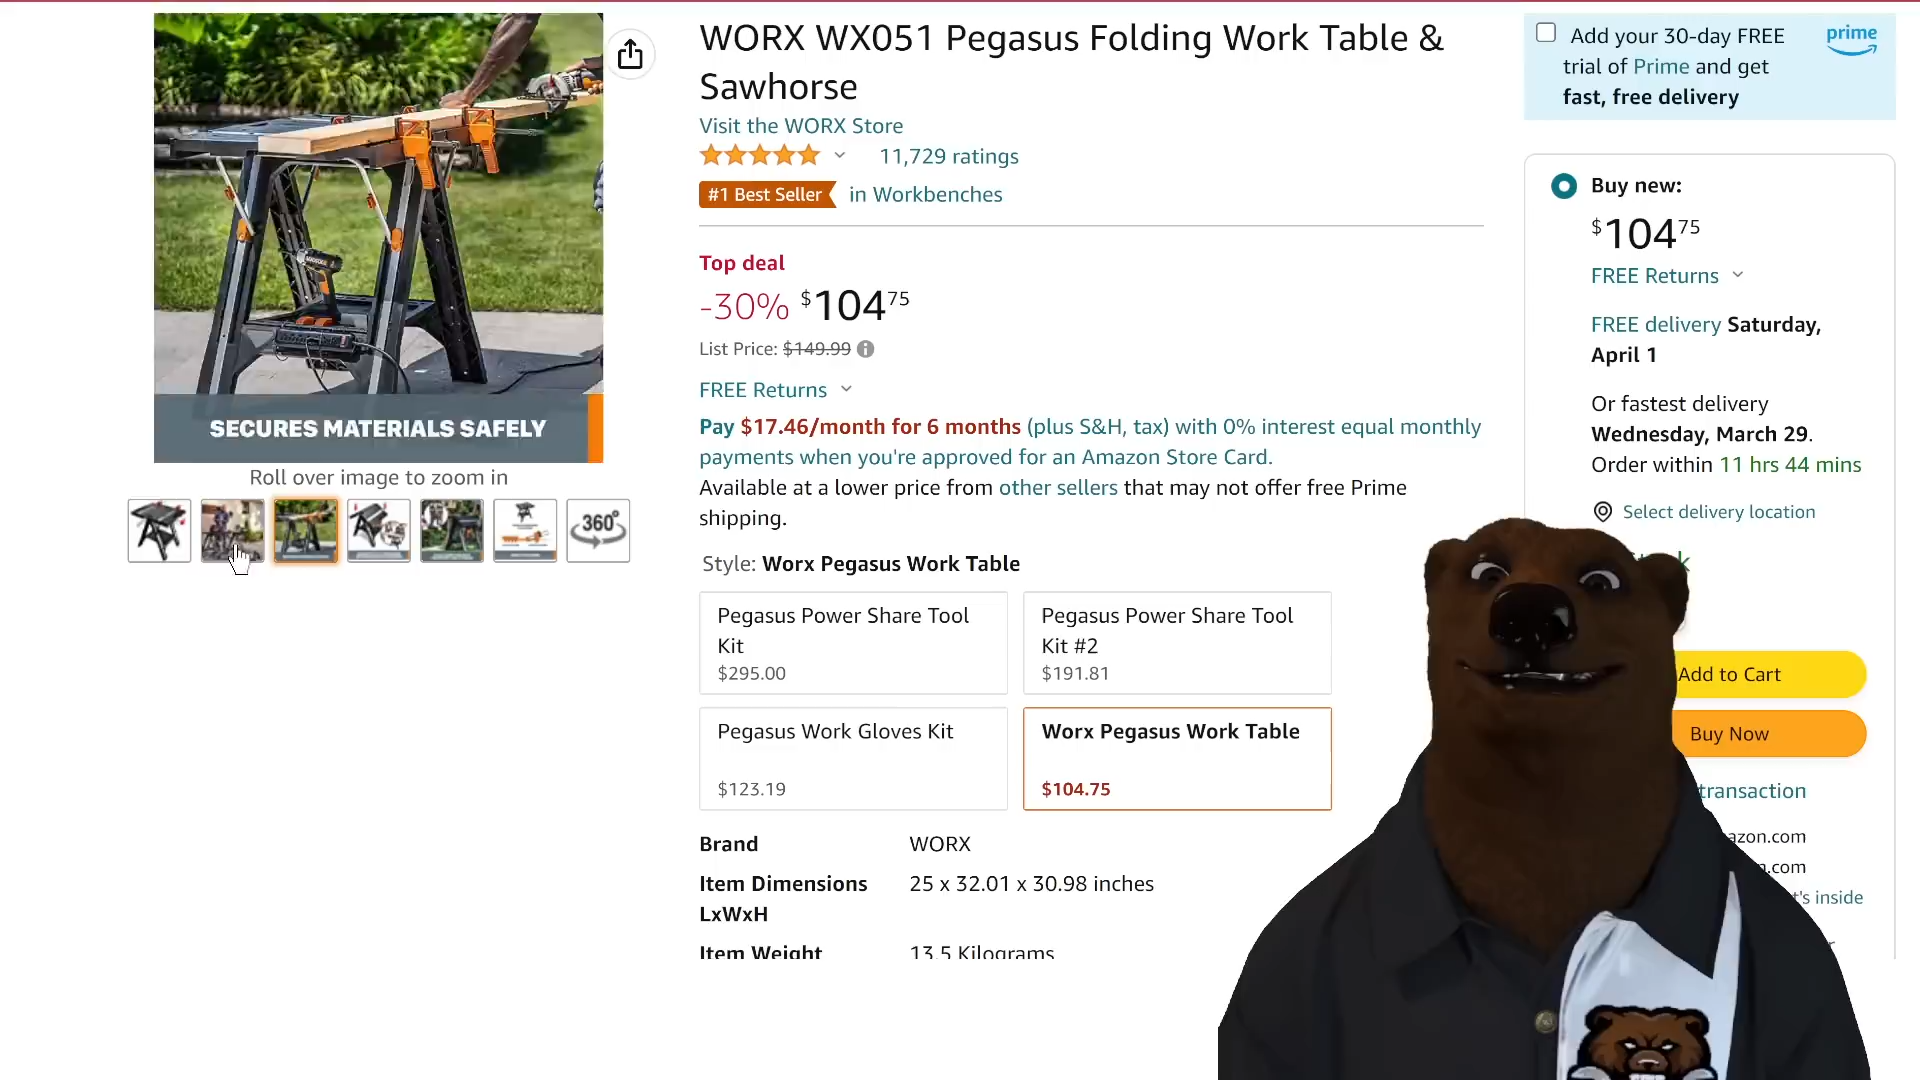 WORX WX051 Pegasus Folding Work Table &
Sawhorse
Visit the WORX Store
11,729 ratings
#1 Best Seller in Workbenches
Top deal
-30% $104 75
List Price: $149.99
FREE Returns
Pay $17.46/month for 6 months (plus S&H, tax) with 0% interest equal monthly
payments when you're approved for an Amazon Store Card.
Available at a lower price from other sellers that may not offer free Prime
shipping.
Style: Worx Pegasus Work Table
Pegasus Power Share Tool
Kit
$295.00
Pegasus Power Share Tool
Kit #2
$191.81
Pegasus Work Gloves Kit
$123.19
Worx Pegasus Work Table
$104.75
Brand WORX
Item Dimensions 25 x 32.01 x 30.98 inches
LxWxH
Item Weight 13.5 Kilograms
SECURES MATERIALS SAFELY
Roll over image to zoom in
360°
Add your 30-day FREE
trial of Prime and get
fast, free delivery
prime
Buy new:
$104 75
FREE Returns
FREE delivery Saturday,
April 1
Or fastest delivery
Wednesday, March 29.
Order within 11 hrs 44 mins
Select delivery location
Add to Cart
Buy Now
transaction
azon.com
.com
t's inside